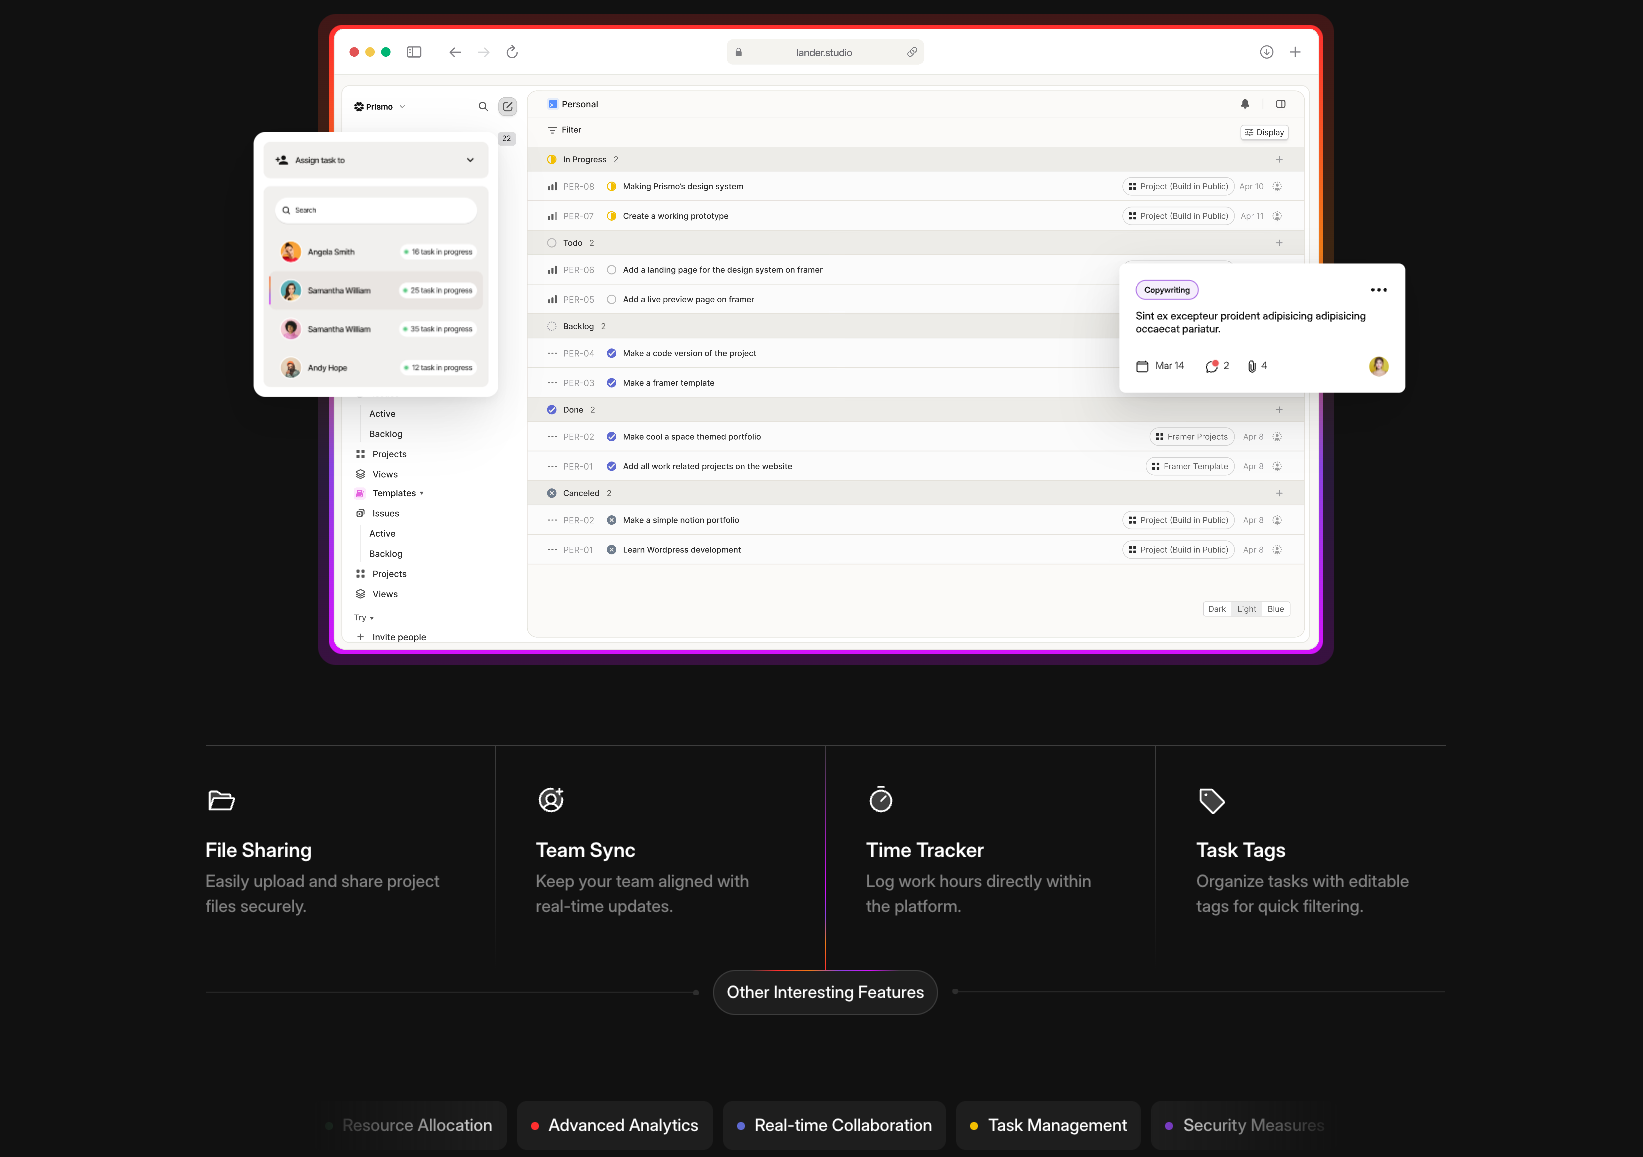 lander.studio
Prismo
22
Assign task to
Search
Angela Smith
16 task in progress
Samantha William
25 task in progress
Samantha William
35 task in progress
Andy Hope
12 task in progress
Active
Backlog
Projects
Views
Templates
Issues
Active
Backlog
Projects
Views
Try
Invite people
Personal
Filter
Display
In Progress 2
PER-08 Making Prismo's design system Project (Build in Public) Apr 10
PER-07 Create a working prototype Project (Build in Public) Apr 11
Todo 2
PER-06 Add a landing page for the design system on framer
PER-05 Add a live preview page on framer
Backlog 2
PER-04 Make a code version of the project
PER-03 Make a framer template
Done 2
PER-02 Make cool a space themed portfolio Framer Projects Apr 8
PER-01 Add all work related projects on the website Framer Template Apr 8
Canceled 2
PER-02 Make a simple notion portfolio Project (Build in Public) Apr 8
PER-01 Learn Wordpress development Project (Build in Public) Apr 8
Dark Light Blue
Copywriting
Sint ex excepteur proident adipisicing adipisicing
occaecat pariatur.
Mar 14 2 4
File Sharing
Easily upload and share project
files securely.
Team Sync
Keep your team aligned with
real-time updates.
Time Tracker
Log work hours directly within
the platform.
Task Tags
Organize tasks with editable
tags for quick filtering.
Other Interesting Features
Resource Allocation
Advanced Analytics
Real-time Collaboration
Task Management
Security Measures